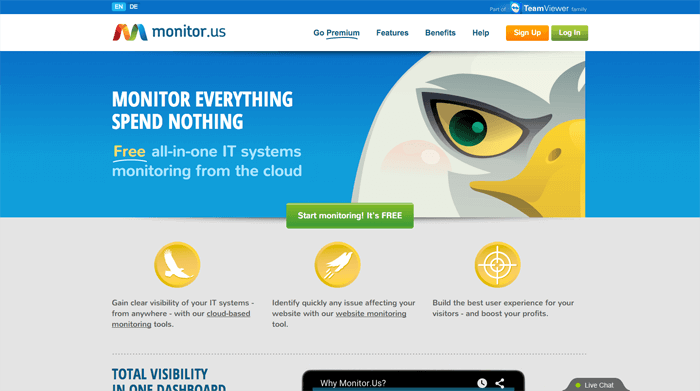 EN DE
Part of TeamViewer family
monitor.us
Go Premium Features Benefits Help Sign Up Log In
MONITOR EVERYTHING
SPEND NOTHING
Free all-in-one IT systems
monitoring from the cloud
Start monitoring! It's FREE
Gain clear visibility of your IT systems -
from anywhere - with our cloud-based
monitoring tools.
Identify quickly any issue affecting your
website with our website monitoring
tool.
Build the best user experience for your
visitors - and boost your profits.
TOTAL VISIBILITY
IN ONE DASHBOARD
Why Monitor.Us?
Live Chat